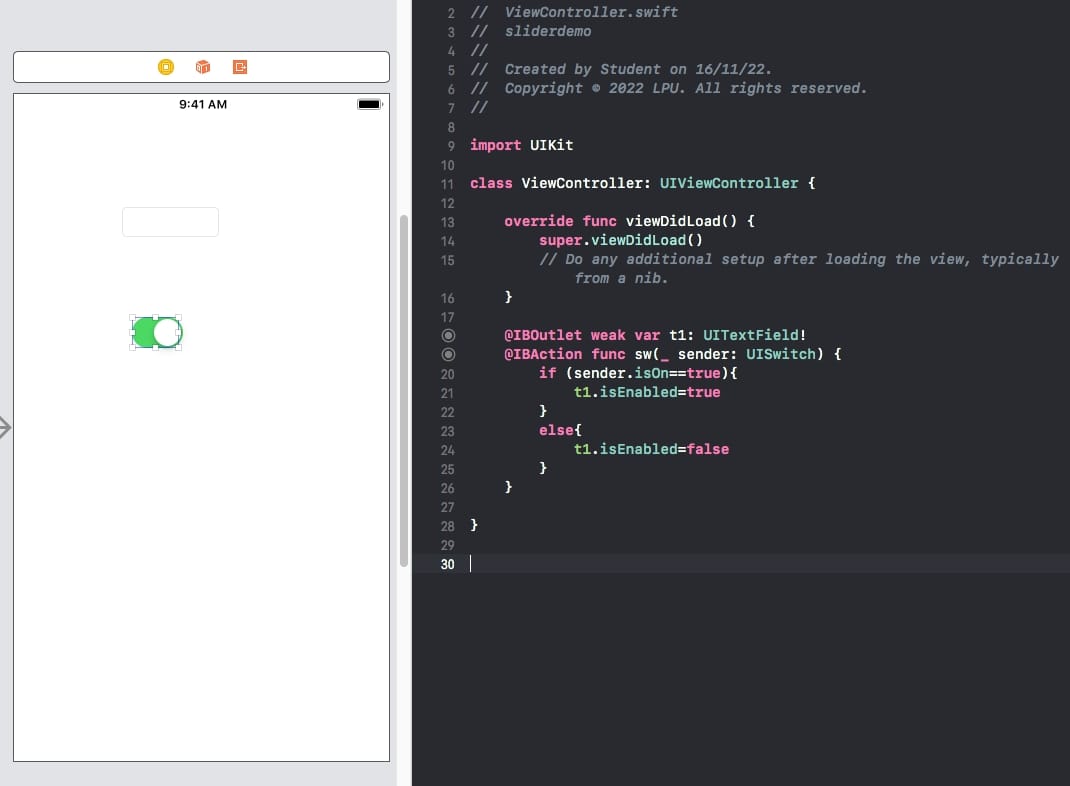 9:41 AM
2 //  ViewController.swift
3 //  sliderdemo
4 //
5 //  Created by Student on 16/11/22.
6 //  Copyright © 2022 LPU. All rights reserved.
7 //
8
9 import UIKit
10
11 class ViewController: UIViewController {
12
13     override func viewDidLoad() {
14         super.viewDidLoad()
15         // Do any additional setup after loading the view, typically
from a nib.
16     }
17
@IBOutlet weak var t1: UITextField!
@IBAction func sw(_ sender: UISwitch) {
20         if (sender.isOn==true){
21             t1.isEnabled=true
22         }
23         else{
24             t1.isEnabled=false
25         }
26     }
27
28 }
29
30